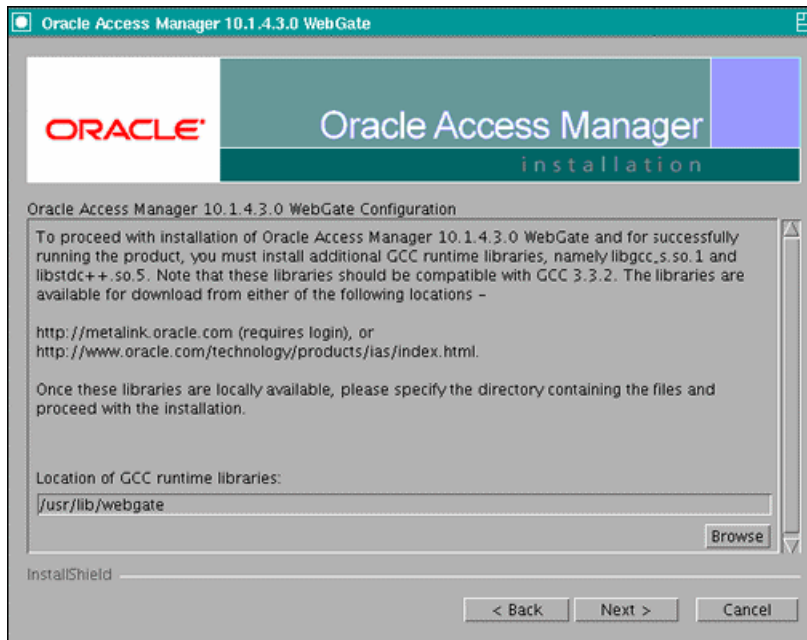 Oracle Access Manager 10.1.4.3.0 WebGate
ORACLE®
Oracle Access Manager
installation
Oracle Access Manager 10.1.4.3.0 WebGate Configuration
To proceed with installation of Oracle Access Manager 10.1.4.3.0 WebGate and for successfully
running the product, you must install additional GCC runtime libraries, namely libgcc_s.so.1 and
libstdc++.so.5. Note that these libraries should be compatible with GCC 3.3.2. The libraries are
available for download from either of the following locations -
http://metalink.oracle.com (requires login), or
http://www.oracle.com/technology/products/ias/index.html.
Once these libraries are locally available, please specify the directory containing the files and
proceed with the installation.
Location of GCC runtime libraries:
/usr/lib/webgate
Browse
InstallShield
< Back Next > Cancel